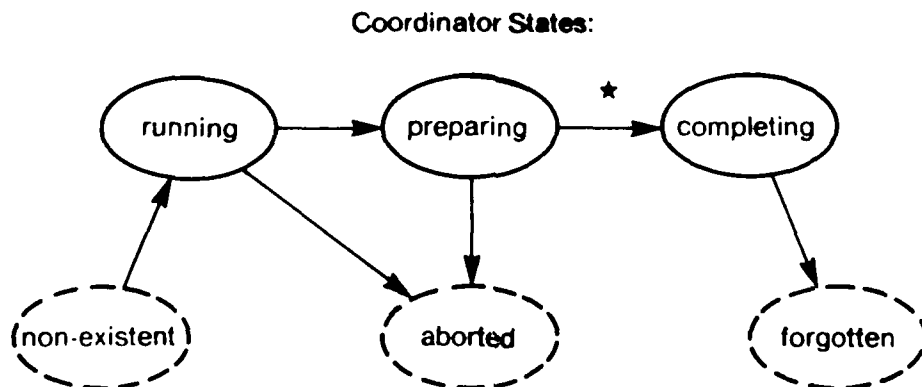 Coordinator States:
running
preparing
★
completing
non-existent
aborted
forgotten